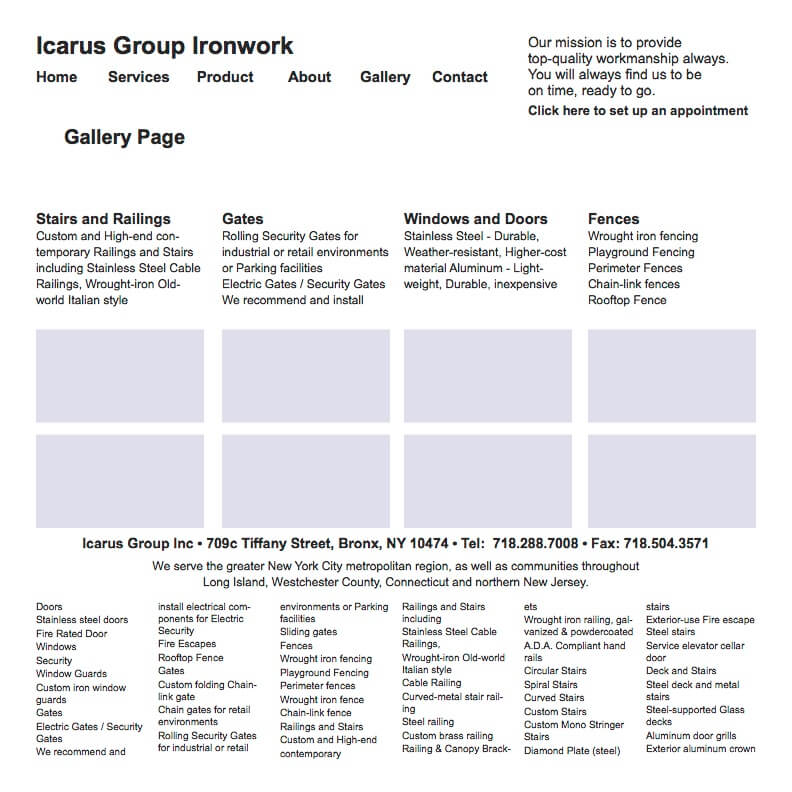 Icarus Group Ironwork
Home Services Product About Gallery Contact
Our mission is to provide
top-quality workmanship always.
You will always find us to be
on time, ready to go.
Click here to set up an appointment
Gallery Page
Stairs and Railings
Custom and High-end con-
temporary Railings and Stairs
including Stainless Steel Cable
Railings, Wrought-iron Old-
world Italian style
Gates
Rolling Security Gates for
industrial or retail environments
or Parking facilities
Electric Gates / Security Gates
We recommend and install
Windows and Doors
Stainless Steel - Durable,
Weather-resistant, Higher-cost
material Aluminum - Light-
weight, Durable, inexpensive
Fences
Wrought iron fencing
Playground Fencing
Perimeter Fences
Chain-link fences
Rooftop Fence
Icarus Group Inc • 709c Tiffany Street, Bronx, NY 10474 • Tel: 718.288.7008 • Fax: 718.504.3571
We serve the greater New York City metropolitan region, as well as communities throughout
Long Island, Westchester County, Connecticut and northern New Jersey.
Doors
Stainless steel doors
Fire Rated Door
Windows
Security
Window Guards
Custom iron window
guards
Gates
Electric Gates / Security
Gates
We recommend and
install electrical com-
ponents for Electric
Security
Fire Escapes
Rooftop Fence
Gates
Custom folding Chain-
link gate
Chain gates for retail
environments
Rolling Security Gates
for industrial or retail
environments or Parking
facilities
Sliding gates
Fences
Wrought iron fencing
Playground Fencing
Perimeter fences
Wrought iron fence
Chain-link fence
Railings and Stairs
Custom and High-end
contemporary
Railings and Stairs
including
Stainless Steel Cable
Railings,
Wrought-iron Old-world
Italian style
Cable Railing
Curved-metal stair rail-
ing
Steel railing
Custom brass railing
Railing & Canopy Brack-
ets
Wrought iron railing, gal-
vanized & powdercoated
A.D.A. Compliant hand
rails
Circular Stairs
Spiral Stairs
Curved Stairs
Custom Stairs
Custom Mono Stringer
Stairs
Diamond Plate (steel)
stairs
Exterior-use Fire escape
Steel stairs
Service elevator cellar
door
Deck and Stairs
Steel deck and metal
stairs
Steel-supported Glass
decks
Aluminum door grills
Exterior aluminum crown